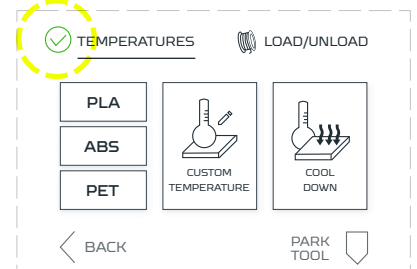 TEMPERATURES
LOAD/UNLOAD
PLA
ABS
PET
CUSTOM
TEMPERATURE
COOL
DOWN
BACK
PARK
TOOL